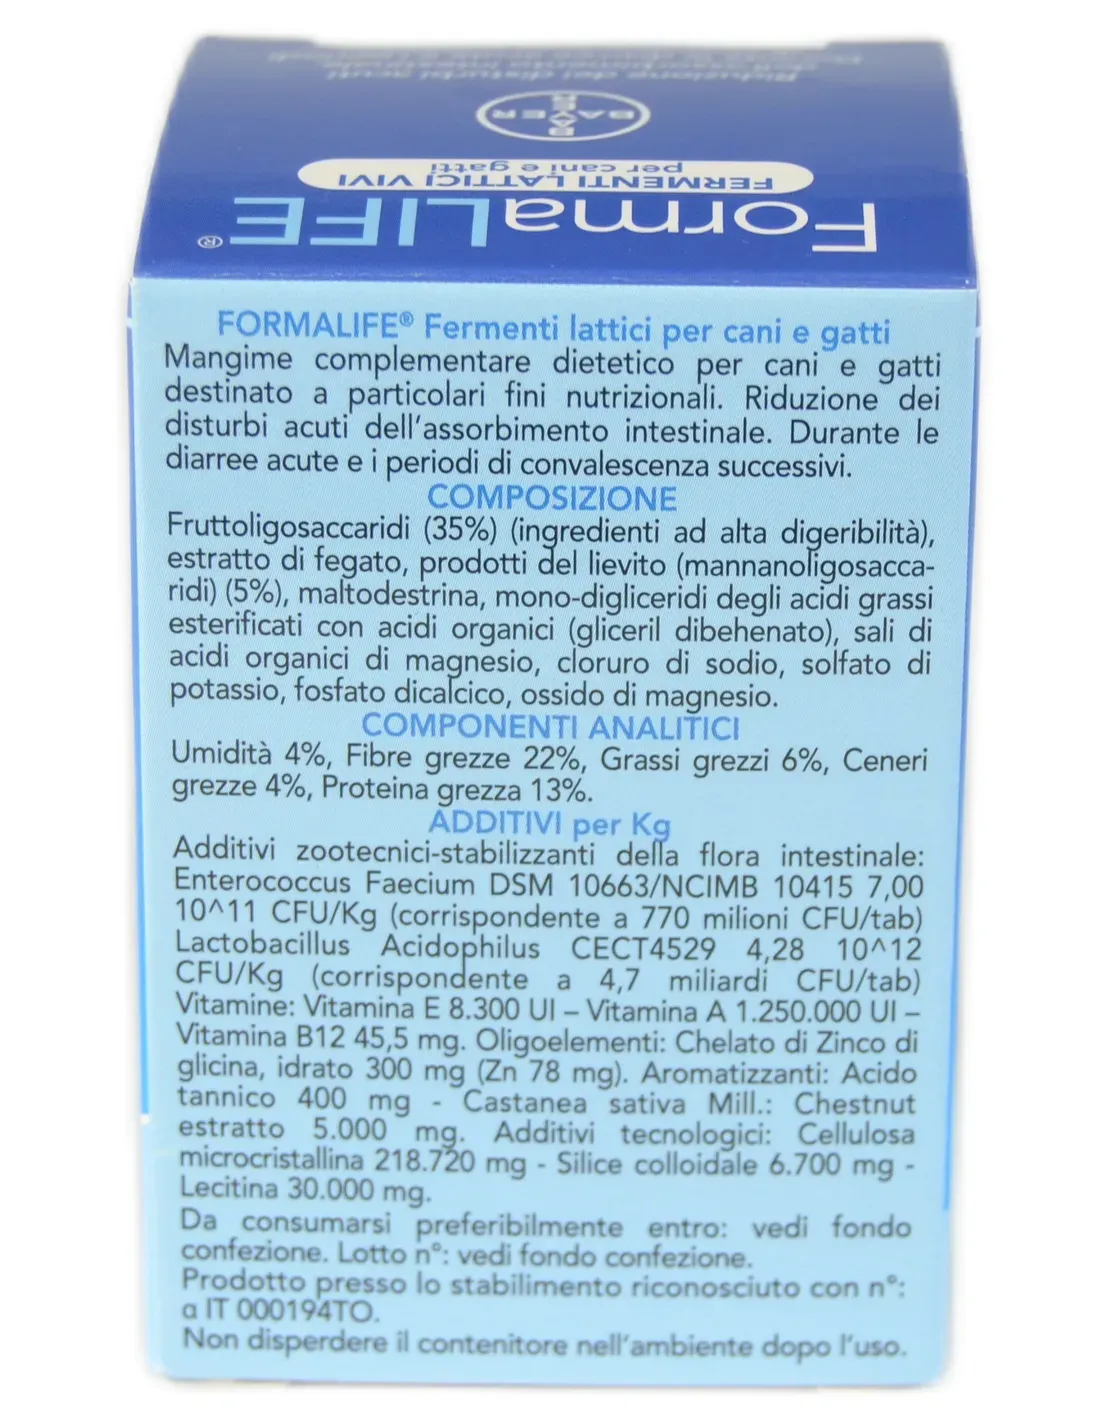 Riduzione dei disturbi acuti
dell'assorbimento intestinale
BAYER
BAYER
FERMENTI LATTICI VIVI
per cani e gatti
FormaLIFE®
FORMALIFE® Fermenti lattici per cani e gatti
Mangime complementare dietetico per cani e gatti
destinato a particolari fini nutrizionali. Riduzione dei
disturbi acuti dell'assorbimento intestinale. Durante le
diarree acute e i periodi di convalescenza successivi.
COMPOSIZIONE
Fruttoligosaccaridi (35%) (ingredienti ad alta digeribilità),
estratto di fegato, prodotti del lievito (mannanoligosacca-
ridi) (5%), maltodestrina, mono-digliceridi degli acidi grassi
esterificati con acidi organici (gliceril dibehenato), sali di
acidi organici di magnesio, cloruro di sodio, solfato di
potassio, fosfato dicalcico, ossido di magnesio.
COMPONENTI ANALITICI
Umidità 4%, Fibre grezze 22%, Grassi grezzi 6%, Ceneri
grezze 4%, Proteina grezza 13%.
ADDITIVI per Kg
Additivi zootecnici-stabilizzanti della flora intestinale:
Enterococcus Faecium DSM 10663/NCIMB 10415 7,00
10^11 CFU/Kg (corrispondente a 770 milioni CFU/tab)
Lactobacillus Acidophilus CECT4529 4,28 10^12
CFU/Kg (corrispondente a 4,7 miliardi CFU/tab)
Vitamine: Vitamina E 8.300 UI – Vitamina A 1.250.000 UI –
Vitamina B12 45,5 mg. Oligoelementi: Chelato di Zinco di
glicina, idrato 300 mg (Zn 78 mg). Aromatizzanti: Acido
tannico 400 mg - Castanea sativa Mill.: Chestnut
estratto 5.000 mg. Additivi tecnologici: Cellulosa
microcristallina 218.720 mg - Silice colloidale 6.700 mg -
Lecitina 30.000 mg.
Da consumarsi preferibilmente entro: vedi fondo
confezione. Lotto n°: vedi fondo confezione.
Prodotto presso lo stabilimento riconosciuto con n°:
α IT 000194TO.
Non disperdere il contenitore nell'ambiente dopo l'uso.